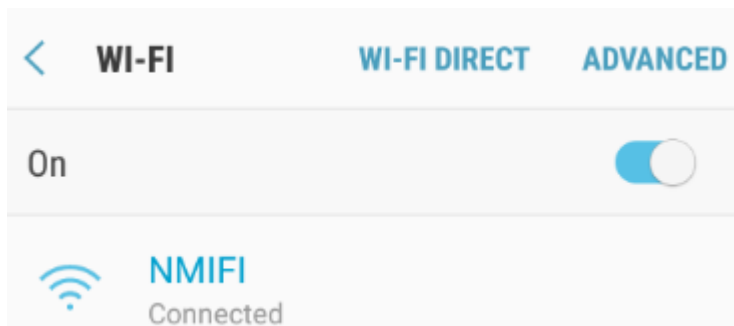 WI-FI WI-FI DIRECT ADVANCED
On
NMIFI
Connected